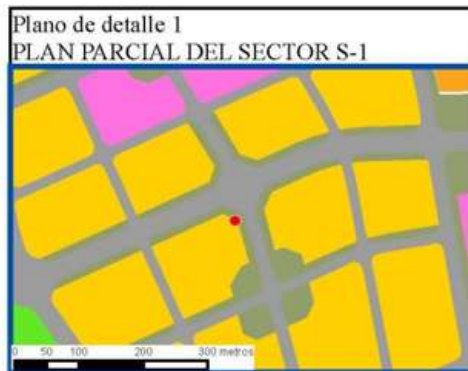 Plano de detalle 1
PLAN PARCIAL DEL SECTOR S-1
0 50 100 200 300 metros